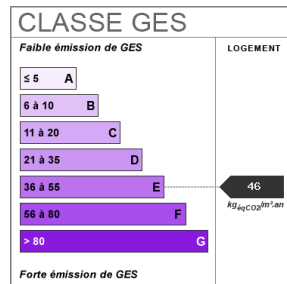 CLASSE GES
Faible émission de GES
LOGEMENT
≤ 5 A
6 à 10 B
11 à 20 C
21 à 35 D
36 à 55 E
46
kgéqCO2/m².an
56 à 80 F
> 80 G
Forte émission de GES